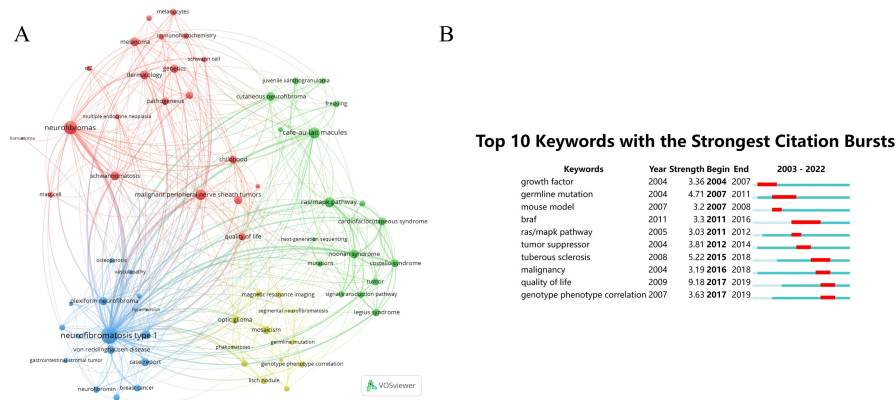 A
B
melanocytes
immunohistochemistry
melanoma
schwann cell
dermatology
genetics
juvenile xanthogranuloma
cutaneous neurofibroma
freckling
pathogenesis
multiple endocrine neoplasia
neurofibromas
cafe-au-lait macules
hamartoma
childhood
schwannomatosis
mast cell
malignant peripheral nerve sheath tumors
ras/mapk pathway
cardiofaciocutaneous syndrome
quality of life
next-generation sequencing
noonan syndrome
costello syndrome
osteoporosis
mutations
vasculopathy
tumor
magnetic resonance imaging
signal transduction pathway
plexiform neurofibroma
hypertension
segmental neurofibromatosis
legius syndrome
optic glioma
mosaicism
neurofibromatosis type 1
germline mutation
phakomatoses
von recklinghausen disease
gastrointestinal stromal tumor
case report
genotype phenotype correlation
lisch nodule
neurofibromin
breast cancer
VOSviewer
Top 10 Keywords with the Strongest Citation Bursts
Keywords Year Strength Begin End 2003 - 2022
growth factor 2004 3.36 2004 2007
germline mutation 2004 4.71 2007 2011
mouse model 2007 3.2 2007 2008
braf 2011 3.3 2011 2016
ras/mapk pathway 2005 3.03 2011 2012
tumor suppressor 2004 3.81 2012 2014
tuberous sclerosis 2008 5.22 2015 2018
malignancy 2004 3.19 2016 2018
quality of life 2009 9.18 2017 2019
genotype phenotype correlation 2007 3.63 2017 2019